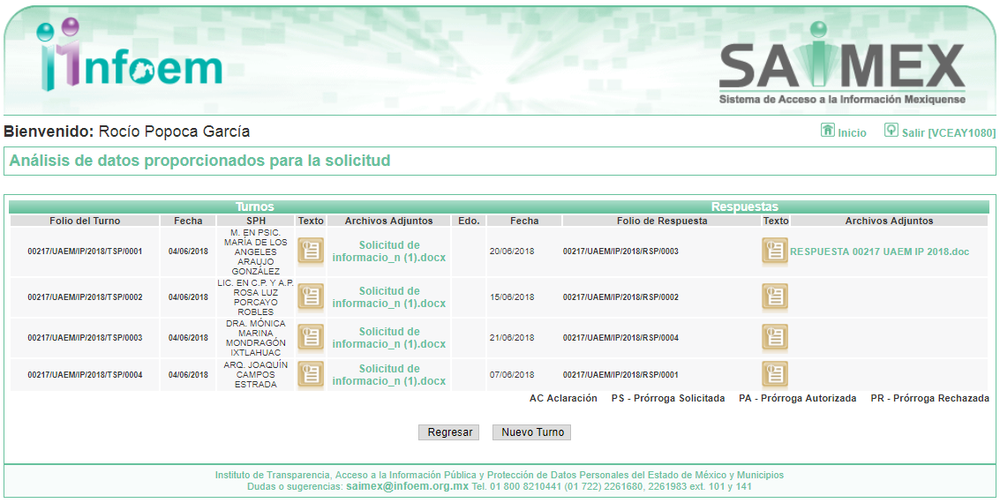 infoem
SAIMEX
Sistema de Acceso a la Información Mexiquense
Bienvenido: Rocío Popoca García
Inicio Salir [VCEAY1080]
Análisis de datos proporcionados para la solicitud
Turnos Respuestas
Folio del Turno Fecha SPH Texto Archivos Adjuntos Edo. Fecha Folio de Respuesta Texto Archivos Adjuntos
00217/UAEM/IP/2018/TSP/0001 04/06/2018
M. EN PSIC.
MARÍA DE LOS
ANGELES
ARAUJO
GONZÁLEZ
Solicitud de
informacio_n (1).docx
20/06/2018 00217/UAEM/IP/2018/RSP/0003 RESPUESTA 00217 UAEM IP 2018.doc
00217/UAEM/IP/2018/TSP/0002 04/06/2018
LIC. EN C.P. Y A.P.
ROSA LUZ
PORCAYO
ROBLES
Solicitud de
informacio_n (1).docx
15/06/2018 00217/UAEM/IP/2018/RSP/0002
00217/UAEM/IP/2018/TSP/0003 04/06/2018
DRA. MÓNICA
MARINA
MONDRAGÓN
IXTLAHUAC
Solicitud de
informacio_n (1).docx
21/06/2018 00217/UAEM/IP/2018/RSP/0004
00217/UAEM/IP/2018/TSP/0004 04/06/2018
ARQ. JOAQUÍN
CAMPOS
ESTRADA
Solicitud de
informacio_n (1).docx
07/06/2018 00217/UAEM/IP/2018/RSP/0001
AC Aclaración PS - Prórroga Solicitada PA - Prórroga Autorizada PR - Prórroga Rechazada
Regresar Nuevo Turno
Instituto de Transparencia, Acceso a la Información Pública y Protección de Datos Personales del Estado de México y Municipios
Dudas o sugerencias: saimex@infoem.org.mx Tel. 01 800 8210441 (01 722) 2261680, 2261983 ext. 101 y 141